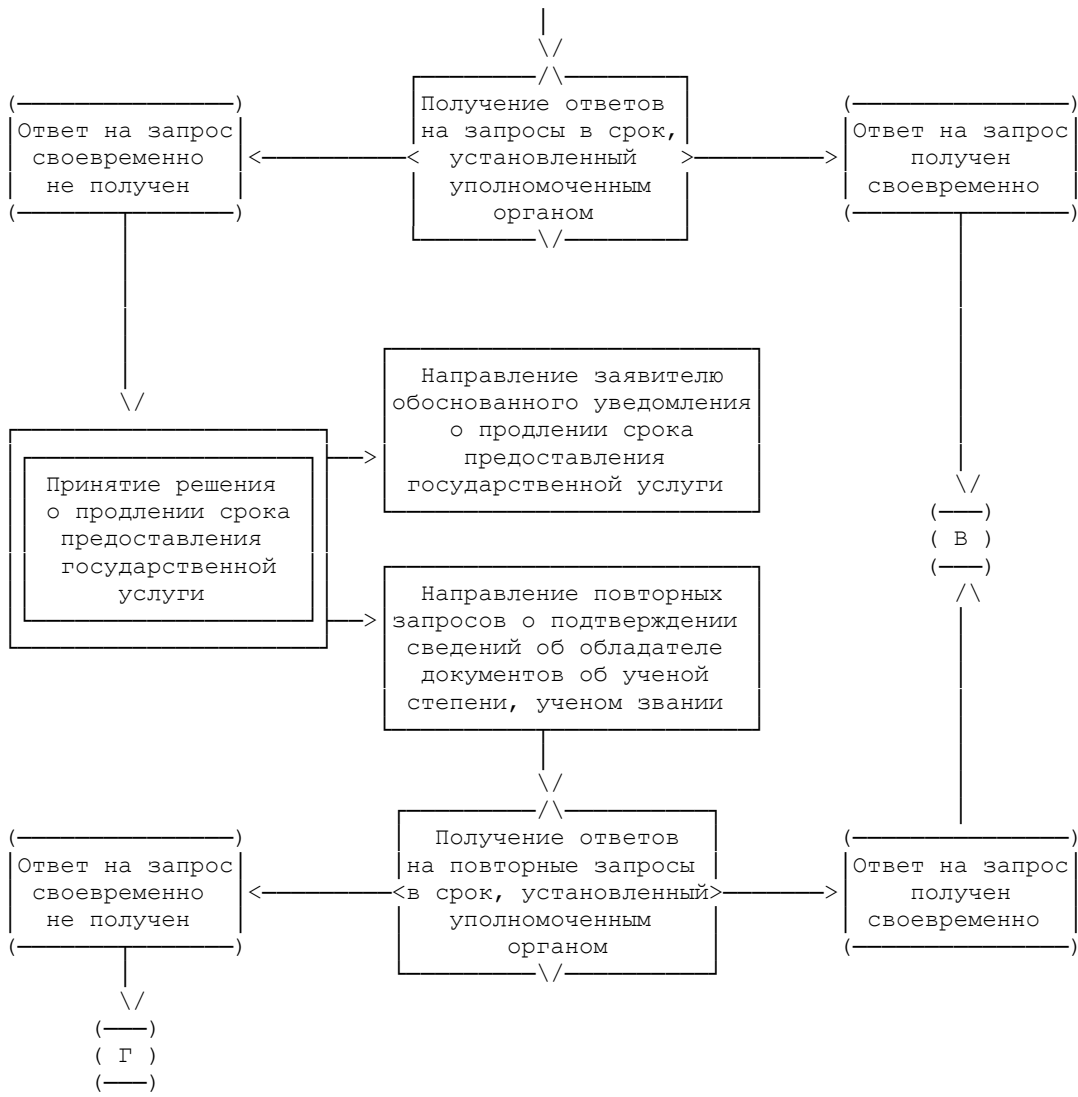 Получение ответов
на запросы в срок,
установленный
уполномоченным
органом
Ответ на запрос
своевременно
не получен
Ответ на запрос
получен
своевременно
Направление заявителю
обоснованного уведомления
о продлении срока
предоставления
государственной услуги
Принятие решения
о продлении срока
предоставления
государственной
услуги
( В )
Направление повторных
запросов о подтверждении
сведений об обладателе
документов об ученой
степени, ученом звании
Получение ответов
на повторные запросы
в срок, установленный
уполномоченным
органом
Ответ на запрос
своевременно
не получен
Ответ на запрос
получен
своевременно
( Г )